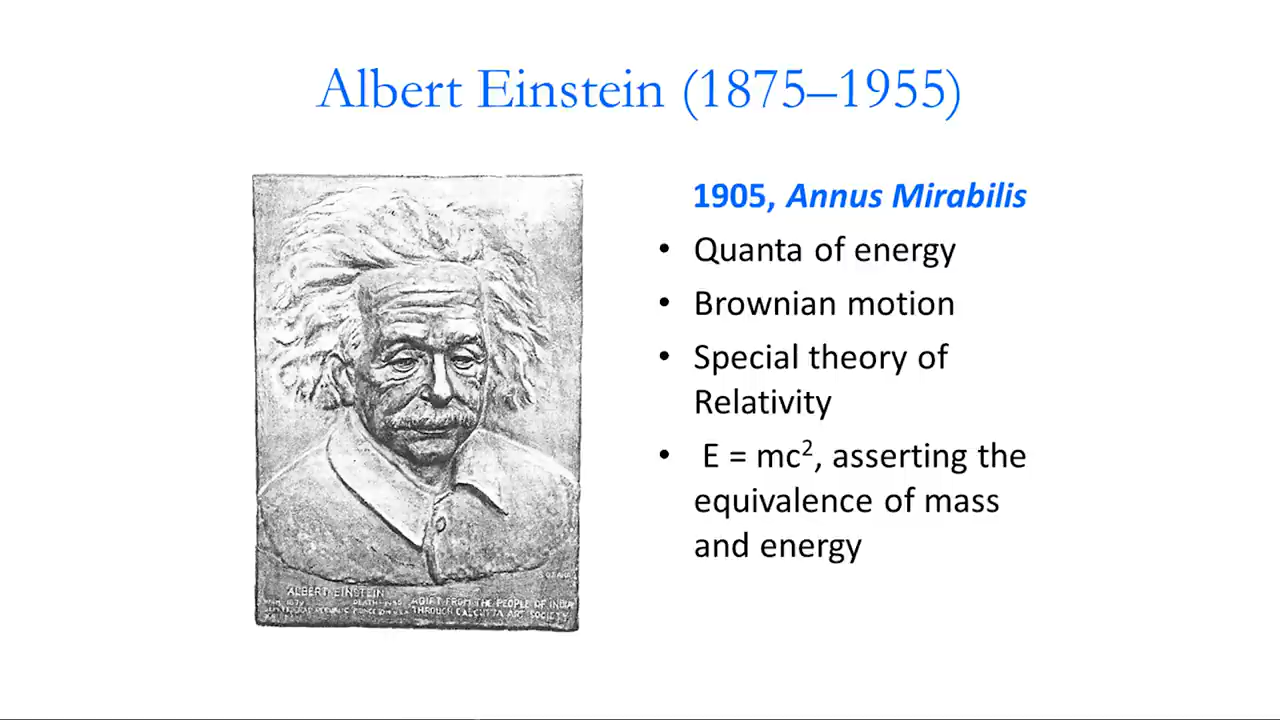 Albert Einstein (1875–1955)
1905, Annus Mirabilis
• Quanta of energy
• Brownian motion
• Special theory of
Relativity
• E = mc², asserting the
equivalence of mass
and energy
ALBERT EINSTEIN
A GIFT FROM THE PEOPLE OF INDIA
THROUGH CALCUTTA ART SOCIETY